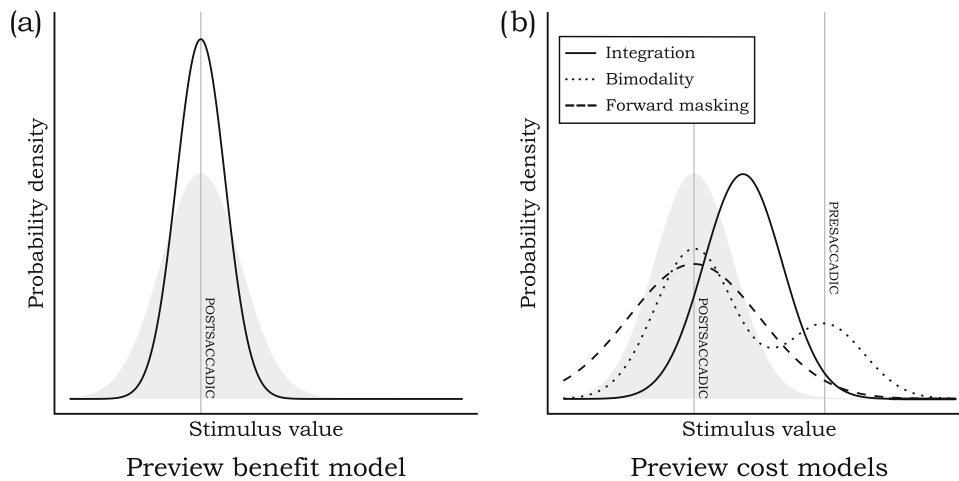 (a)
Probability density
POSTSACCADIC
Stimulus value
Preview benefit model
(b)
Integration
Bimodality
Forward masking
Probability density
PRESACCADIC
POSTSACCADIC
Stimulus value
Preview cost models